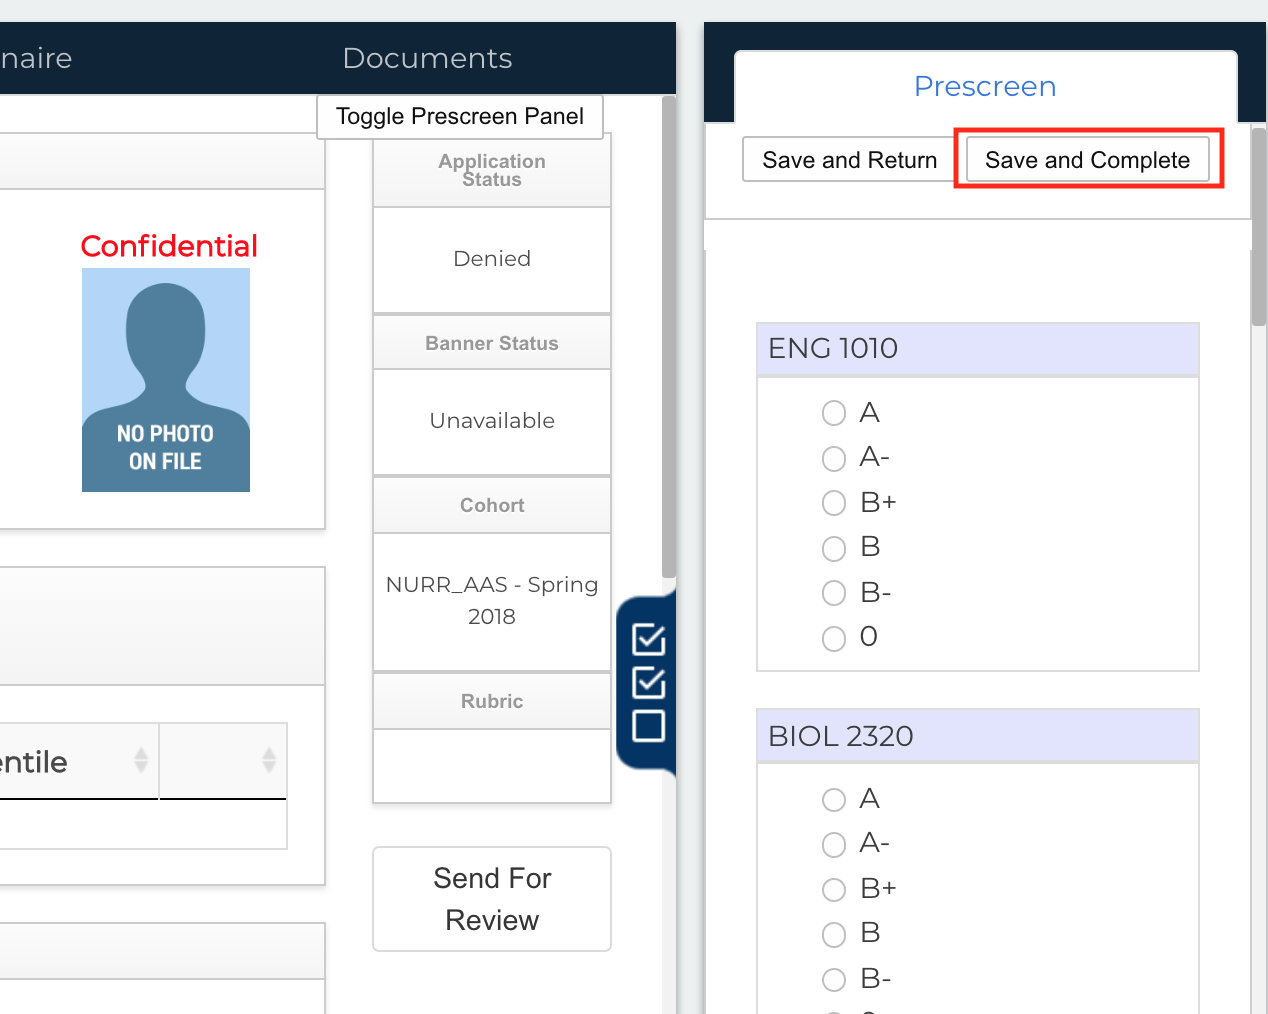 naire
Documents
Toggle Prescreen Panel
Confidential
NO PHOTO
ON FILE
entile
Application
Status
Denied
Banner Status
Unavailable
Cohort
NURR_AAS - Spring
2018
Rubric
Send For
Review
Prescreen
Save and Return
Save and Complete
ENG 1010
A
A-
B+
B
B-
0
BIOL 2320
A
A-
B+
B
B-